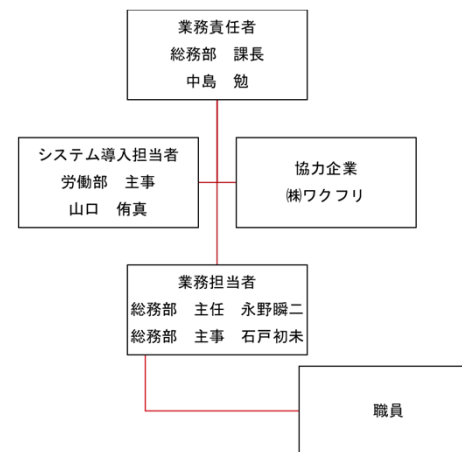 業務責任者
総務部　課長
中島　勉
システム導入担当者
労働部　主事
山口　侑真
協力企業
㈱ワクフリ
業務担当者
総務部　主任　永野瞬二
総務部　主事　石戸初未
職員